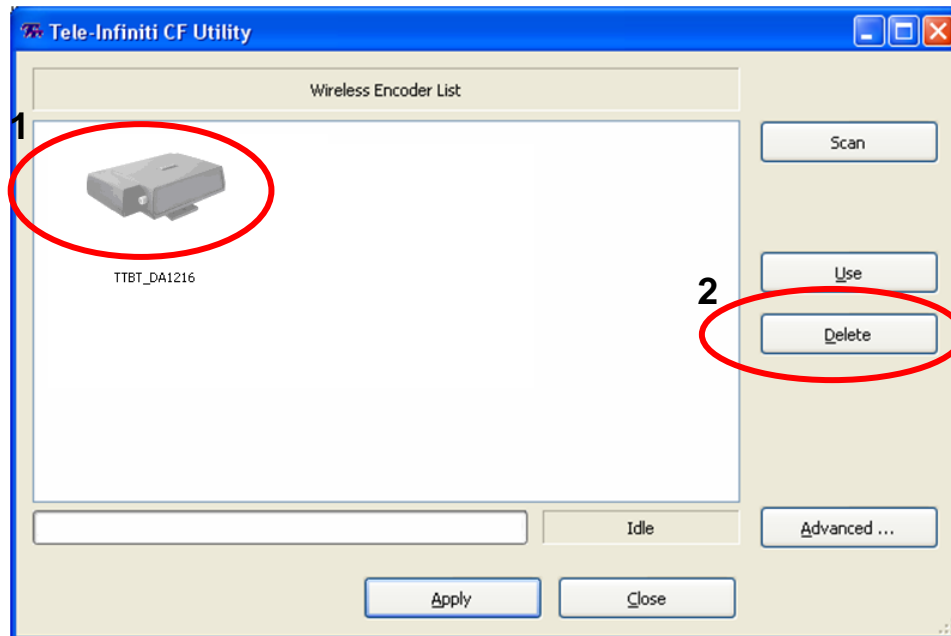 Tele-Infiniti CF Utility
Wireless Encoder List
1
Scan
TTBT_DA1216
Use
2
Delete
Idle
Advanced ...
Apply
Close